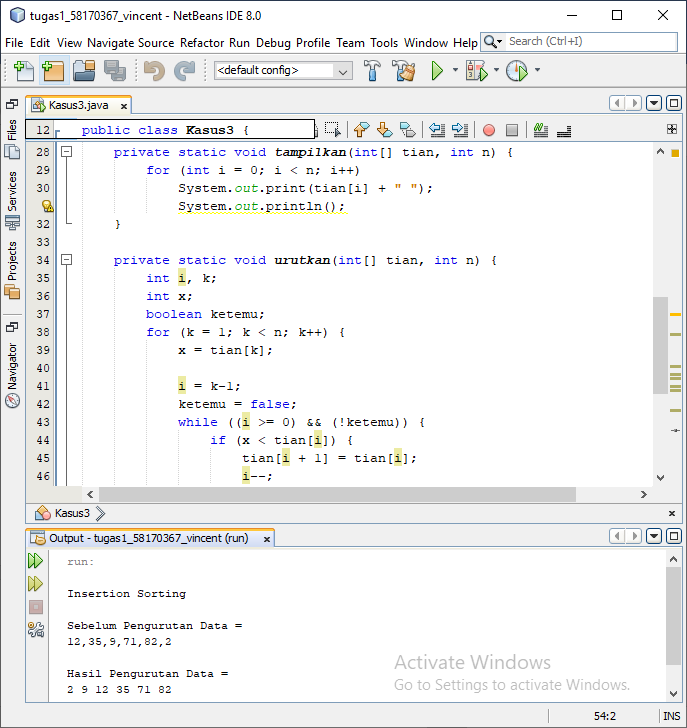 tugas1_58170367_vincent - NetBeans IDE 8.0
File Edit View Navigate Source Refactor Run Debug Profile Team Tools Window Help Search (Ctrl+I)
<default config>
Files
Services
Projects
Navigator
Kasus3.java
12 public class Kasus3 {
28 private static void tampilkan(int[] tian, int n) {
29 for (int i = 0; i < n; i++)
30 System.out.print(tian[i] + " ");
System.out.println();
32 }
33
34 private static void urutkan(int[] tian, int n) {
35 int i, k;
36 int x;
37 boolean ketemu;
38 for (k = 1; k < n; k++) {
39 x = tian[k];
40
41 i = k-1;
42 ketemu = false;
43 while ((i >= 0) && (!ketemu)) {
44 if (x < tian[i]) {
45 tian[i + 1] = tian[i];
46 i--;
Kasus3
Output - tugas1_58170367_vincent (run)
run:
Insertion Sorting
Sebelum Pengurutan Data =
12,35,9,71,82,2
Hasil Pengurutan Data =
2 9 12 35 71 82
Activate Windows
Go to Settings to activate Windows.
54:2 INS